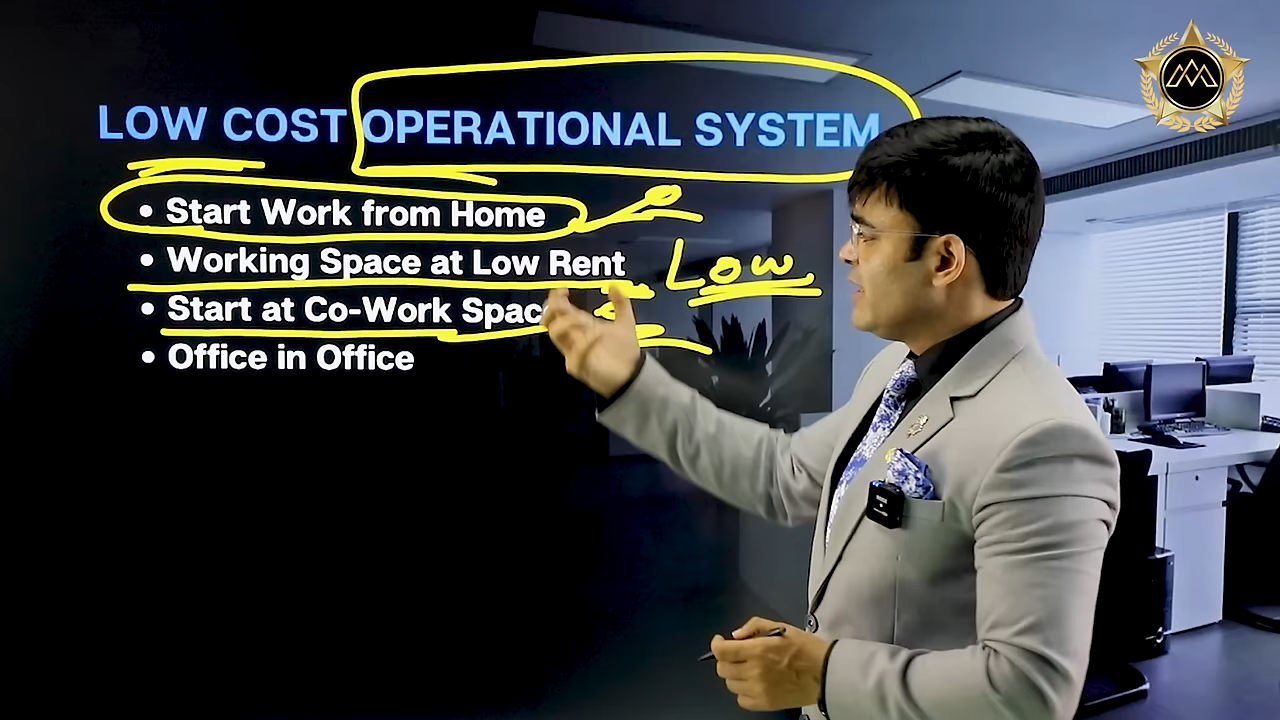 LOW COST OPERATIONAL SYSTEM
• Start Work from Home
• Working Space at Low Rent
Low
• Start at Co-Work Spac
• Office in Office